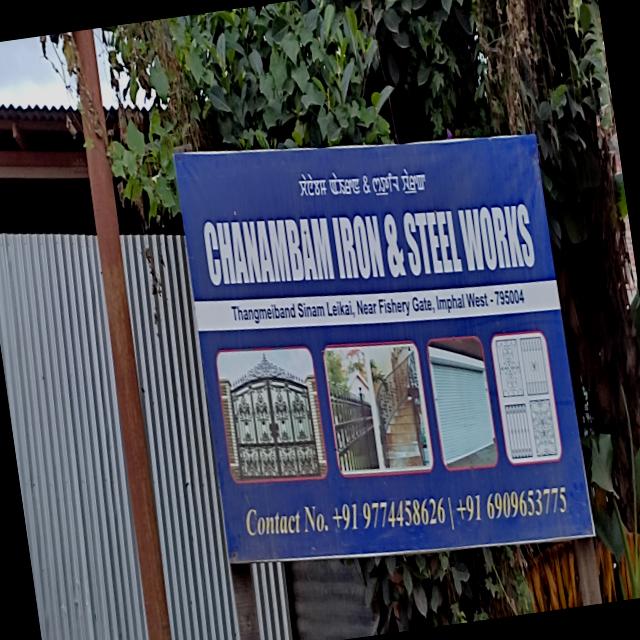 CHANAMBAM IRON & STEEL WORKS
Thangmeiband Sinam Leikai, Near Fishery Gate, Imphal West - 795004
Contact No. +91 9774458626 | +91 6909653775